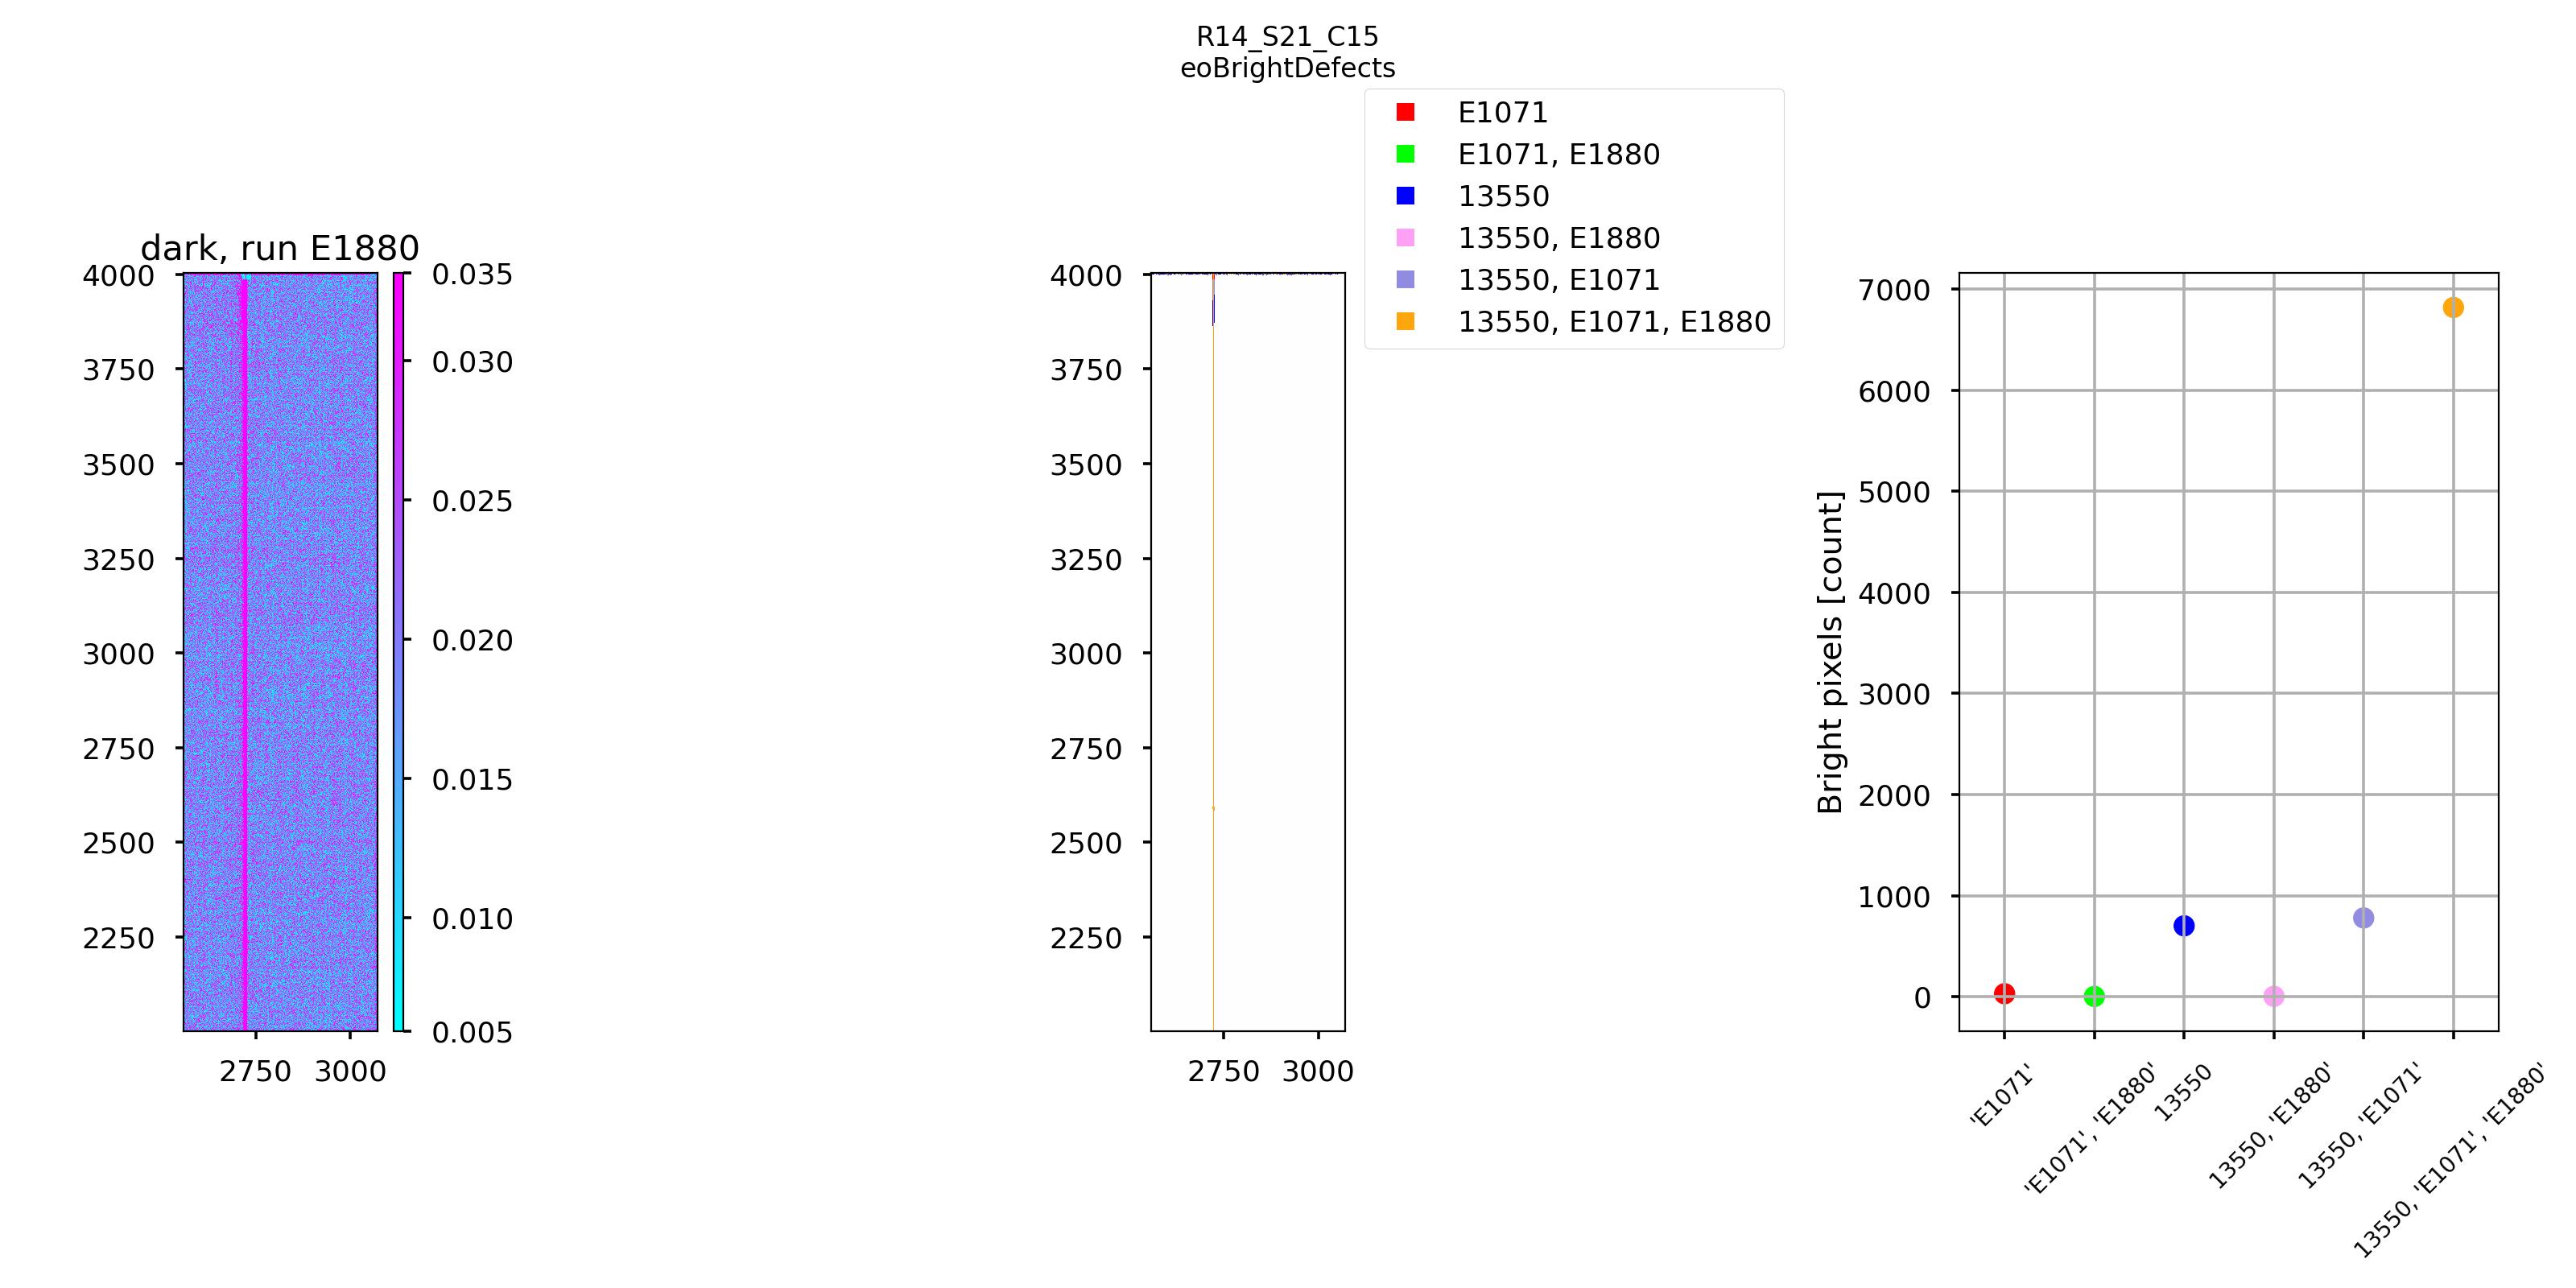 R14_S21_C15
eoBrightDefects
E1071
E1071, E1880
13550
13550, E1880
13550, E1071
13550, E1071, E1880
dark, run E1880
4000
3750
3500
3250
3000
2750
2500
2250
2750 3000
0.035
0.030
0.025
0.020
0.015
0.010
0.005
4000
3750
3500
3250
3000
2750
2500
2250
2750 3000
Bright pixels [count]
7000
6000
5000
4000
3000
2000
1000
0
'E1071'
'E1071', 'E1880'
13550
13550, 'E1880'
13550, 'E1071'
13550, 'E1071', 'E1880'